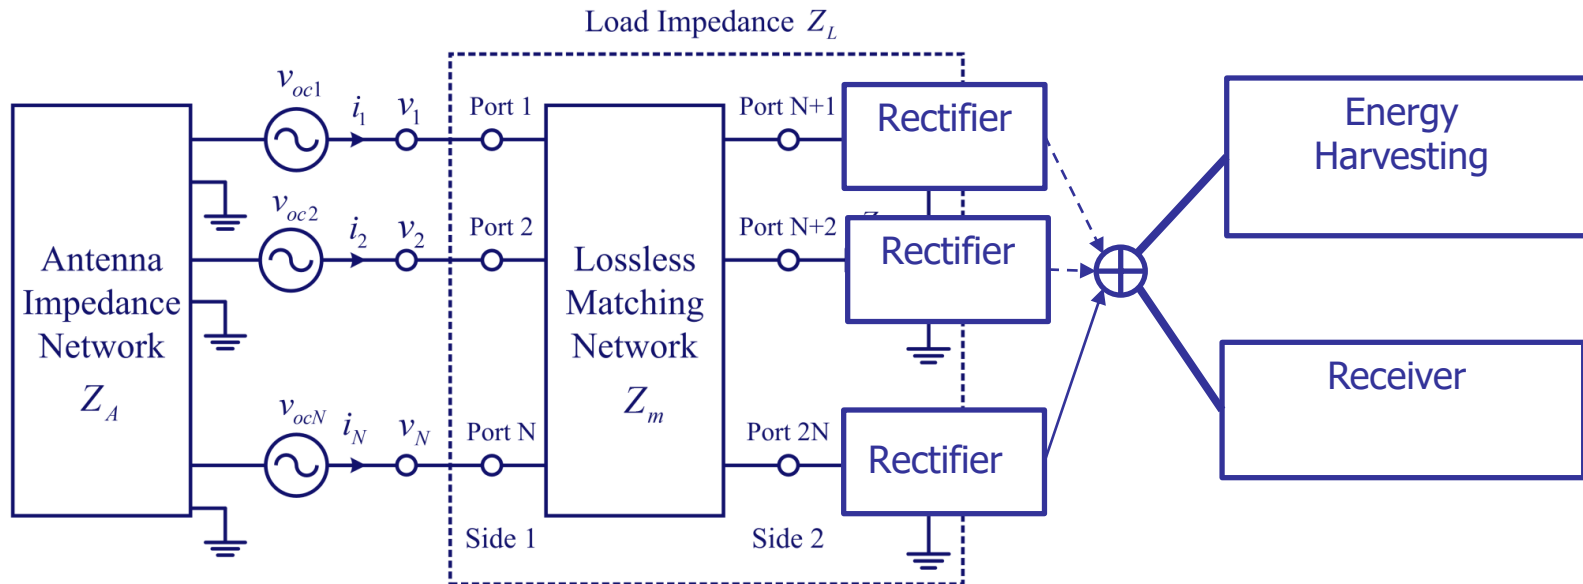 Load Impedance Z_L
v_oc1
i_1
v_1
Port 1
Port N+1
Rectifier
Energy
Harvesting
v_oc2
i_2
v_2
Port 2
Port N+2
Rectifier
Antenna
Impedance
Network
Z_A
Lossless
Matching
Network
Z_m
Receiver
v_ocN
i_N
v_N
Port N
Port 2N
Rectifier
Side 1
Side 2